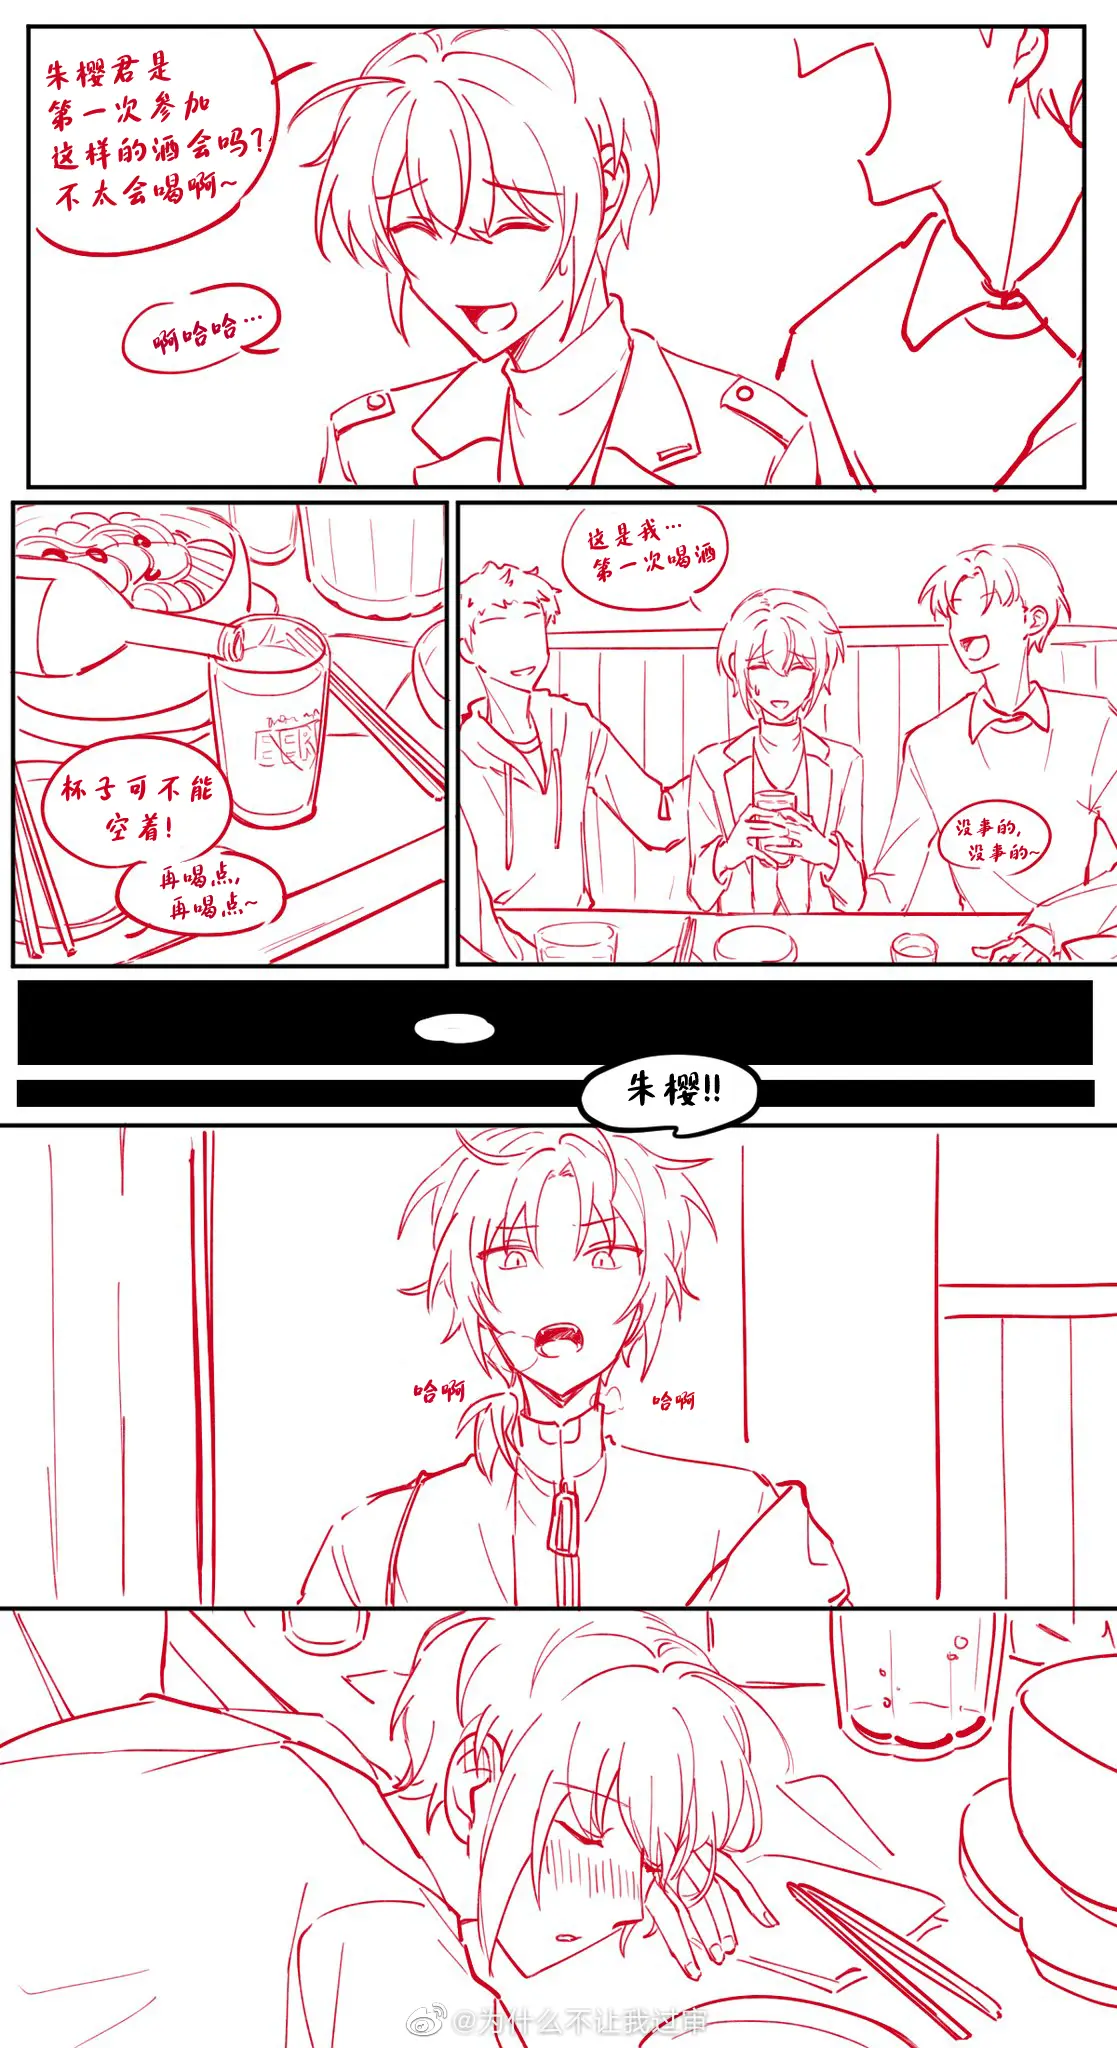 朱樱君是
第一次参加
这样的酒会吗?
不太会喝啊~
啊哈哈…
杯子可不能
空着!
再喝点,
再喝点~
这是我…
第一次喝酒
没事的,
没事的~
朱樱!!
哈啊
哈啊
@为什么不让我过审